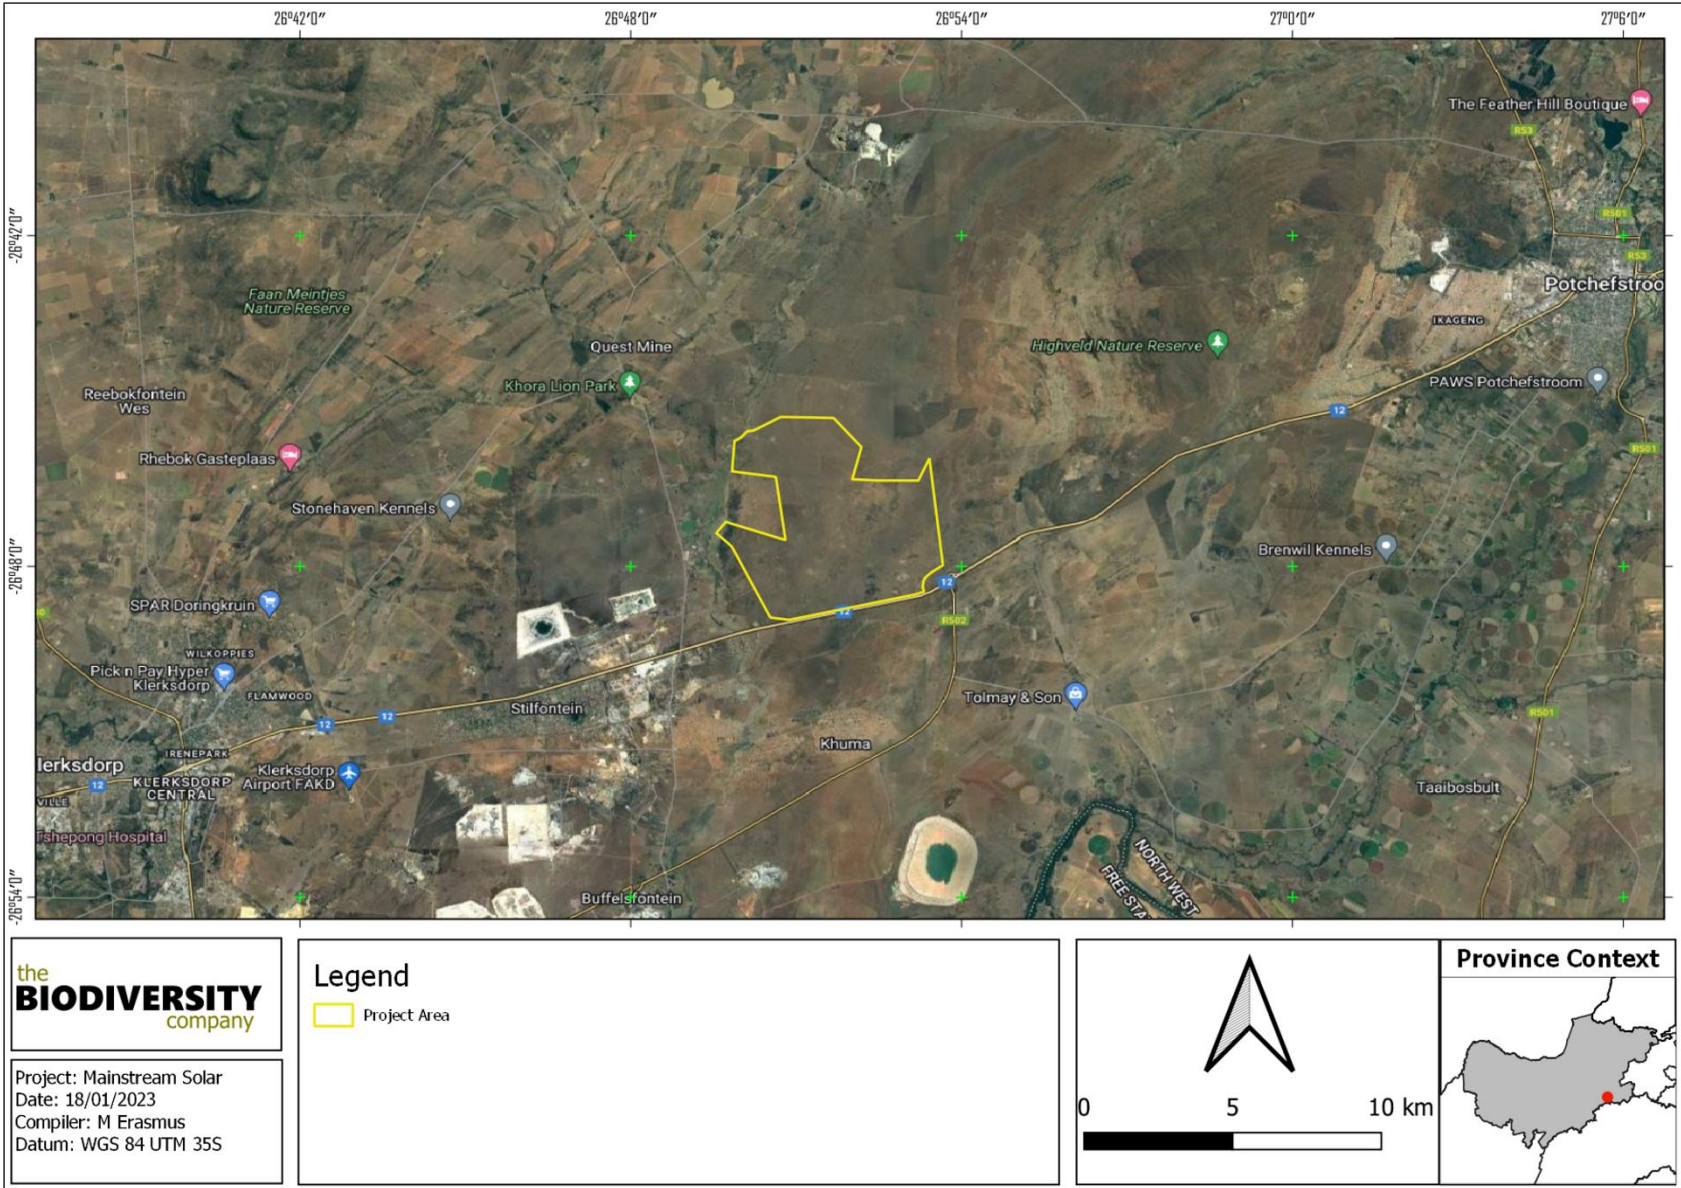 26°42'0"
26°48'0"
26°54'0"
27°0'0"
27°6'0"
The Feather Hill Boutique
R53
R501
-26°42'0"
R53
Potchefstroo
Faan Meintjes
Nature Reserve
IKAGENG
Quest Mine
Highveld Nature Reserve
Khora Lion Park
PAWS Potchefstroom
Reebokfontein
Wes
12
R501
Rhebok Gasteplaas
Stonehaven Kennels
Brenwil Kennels
-26°48'0"
12
SPAR Doringkruin
12
R502
WILKOPPIES
Pick n Pay Hyper
Klerksdorp
FLAMWOOD
Tolmay & Son
Stilfontein
R501
12
12
Khuma
IRENEPARK
lerksdorp
Klerksdorp
Airport FAKD
KLERKSDORP
CENTRAL
12
Taaibosbult
VILLE
Tshepong Hospital
NORTH WEST
FREE STA
-26°54'0"
Buffelsfontein
the
BIODIVERSITY
company
Project: Mainstream Solar
Date: 18/01/2023
Compiler: M Erasmus
Datum: WGS 84 UTM 35S
Legend
Project Area
0 5 10 km
Province Context